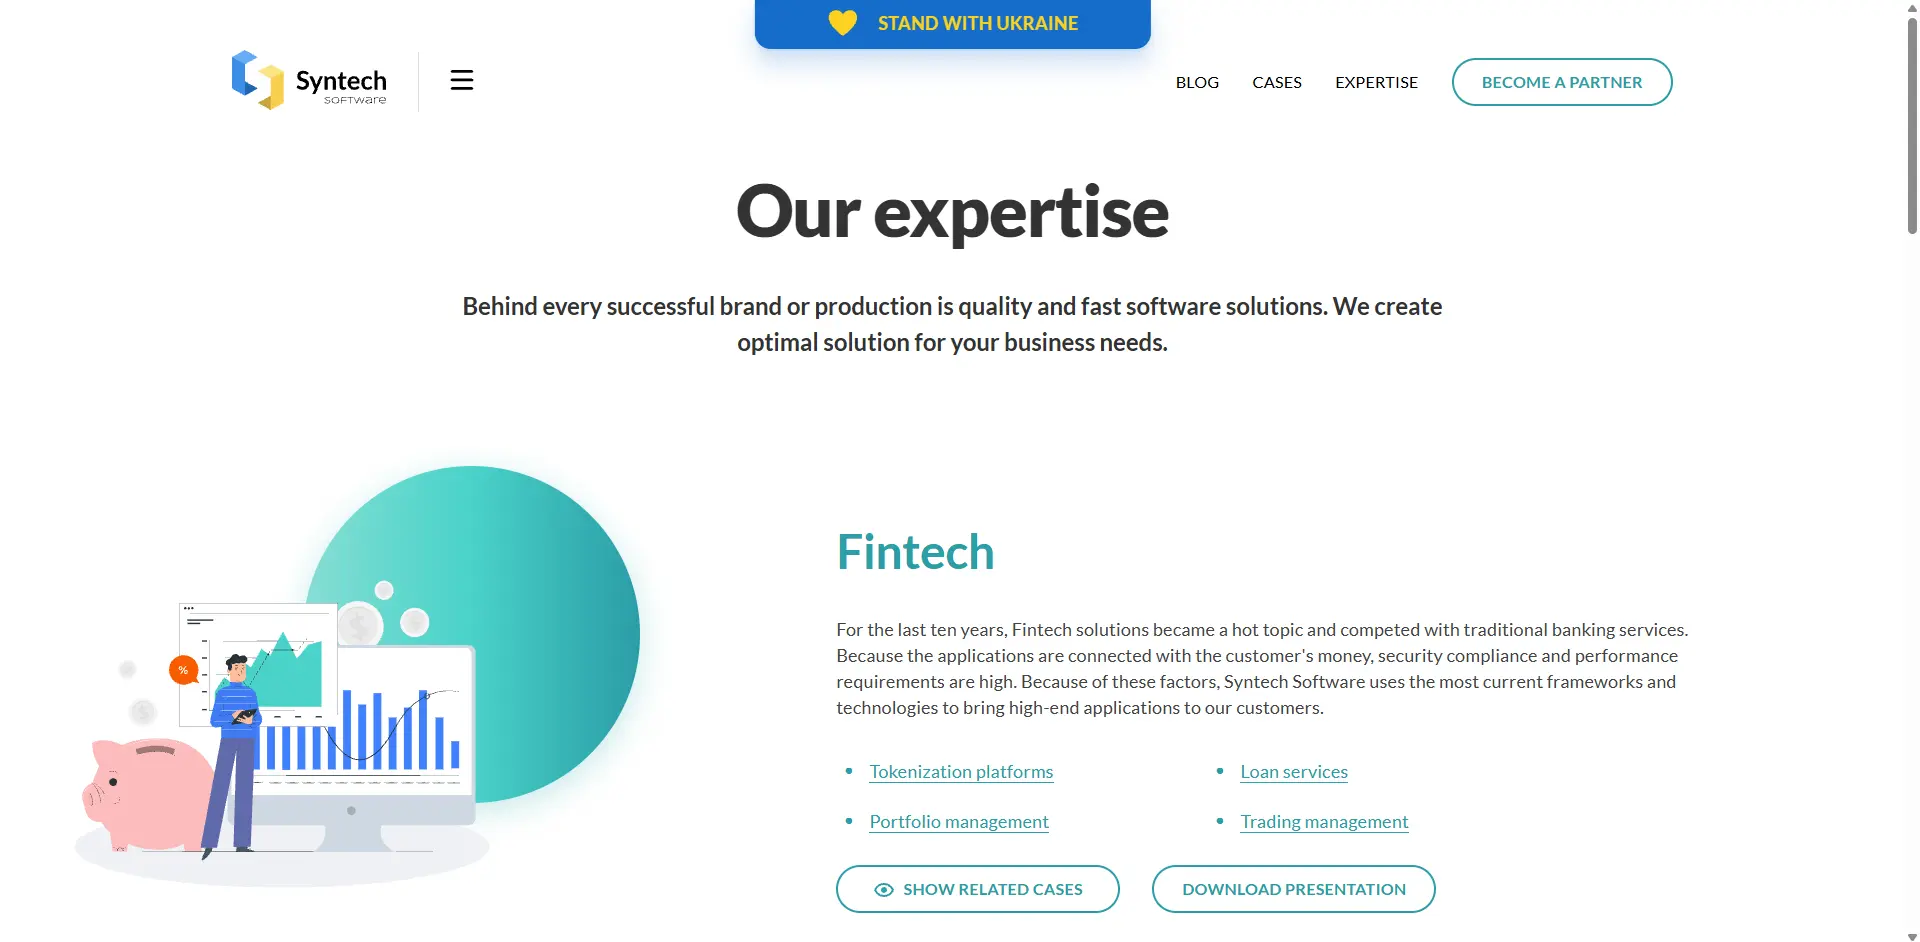 STAND WITH UKRAINE
Syntech
SOFTware
BLOG
CASES
EXPERTISE
BECOME A PARTNER
Our expertise
Behind every successful brand or production is quality and fast software solutions. We create
optimal solution for your business needs.
%
$
$
Fintech
For the last ten years, Fintech solutions became a hot topic and competed with traditional banking services.
Because the applications are connected with the customer's money, security compliance and performance
requirements are high. Because of these factors, Syntech Software uses the most current frameworks and
technologies to bring high-end applications to our customers.
Tokenization platforms
Loan services
Portfolio management
Trading management
SHOW RELATED CASES
DOWNLOAD PRESENTATION